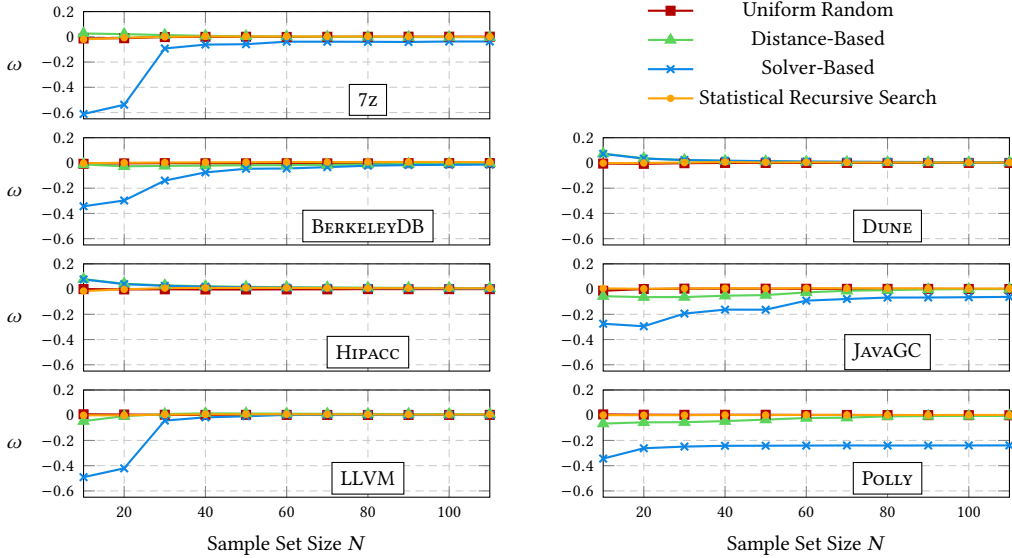 Uniform Random
Distance-Based
Solver-Based
Statistical Recursive Search
0.2
0
−0.2
−0.4
−0.6
ω
7z
0.2
0
−0.2
−0.4
−0.6
ω
BerkeleyDB
0.2
0
−0.2
−0.4
−0.6
Dune
0.2
0
−0.2
−0.4
−0.6
ω
Hipacc
0.2
0
−0.2
−0.4
−0.6
JavaGC
0.2
0
−0.2
−0.4
−0.6
ω
LLVM
20 40 60 80 100
Sample Set Size N
0.2
0
−0.2
−0.4
−0.6
Polly
20 40 60 80 100
Sample Set Size N